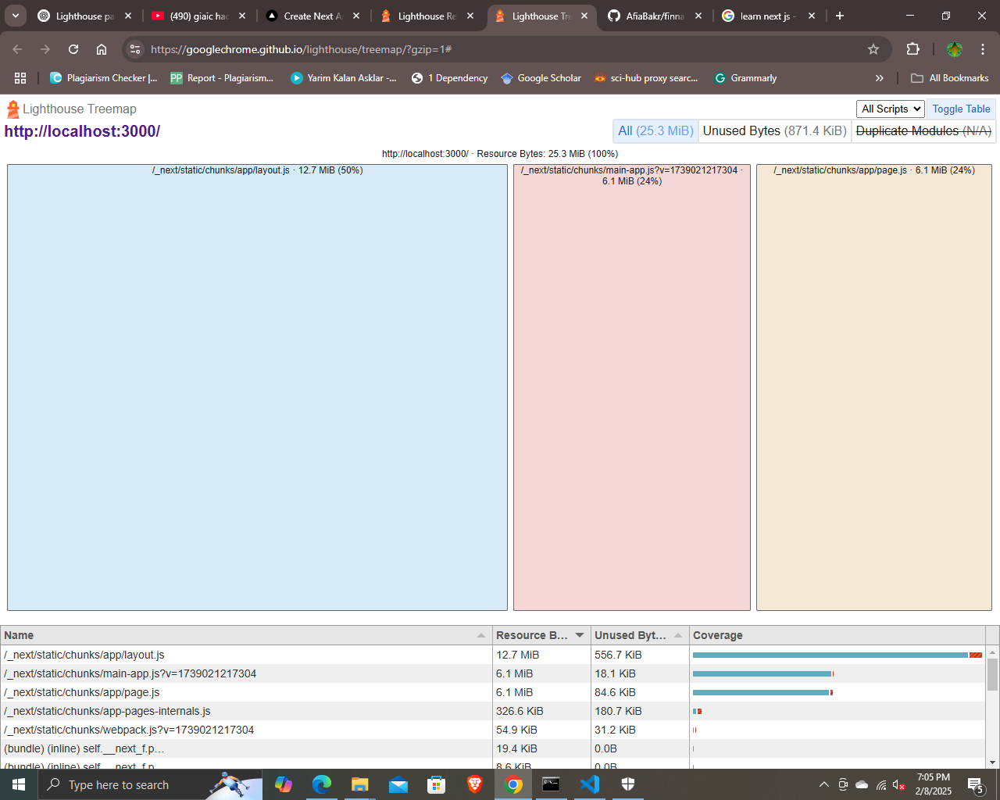 Lighthouse pa
(490) giaic hac
Create Next A
Lighthouse Re
Lighthouse Tre
AfiaBakr/finna
learn next js -
https://googlechrome.github.io/lighthouse/treemap/?gzip=1#
Plagiarism Checker |...
Report - Plagiarism...
Yarim Kalan Asklar -...
1 Dependency
Google Scholar
sci-hub proxy searc...
Grammarly
All Bookmarks
Lighthouse Treemap
All Scripts
Toggle Table
http://localhost:3000/
All (25.3 MiB)
Unused Bytes (871.4 KiB)
Duplicate Modules (N/A)
http://localhost:3000/ · Resource Bytes: 25.3 MiB (100%)
/_next/static/chunks/app/layout.js · 12.7 MiB (50%)
/_next/static/chunks/main-app.js?v=1739021217304 ·
6.1 MiB (24%)
/_next/static/chunks/app/page.js · 6.1 MiB (24%)
Name Resource B... Unused Byt... Coverage
/_next/static/chunks/app/layout.js 12.7 MiB 556.7 KiB
/_next/static/chunks/main-app.js?v=1739021217304 6.1 MiB 18.1 KiB
/_next/static/chunks/app/page.js 6.1 MiB 84.6 KiB
/_next/static/chunks/app-pages-internals.js 326.6 KiB 180.7 KiB
/_next/static/chunks/webpack.js?v=1739021217304 54.9 KiB 31.2 KiB
(bundle) (inline) self.__next_f.p... 19.4 KiB 0.0B
(bundle) (inline) self.__next_f.p... 8.6 KiB 0.0B
Type here to search
7:05 PM
2/8/2025
5